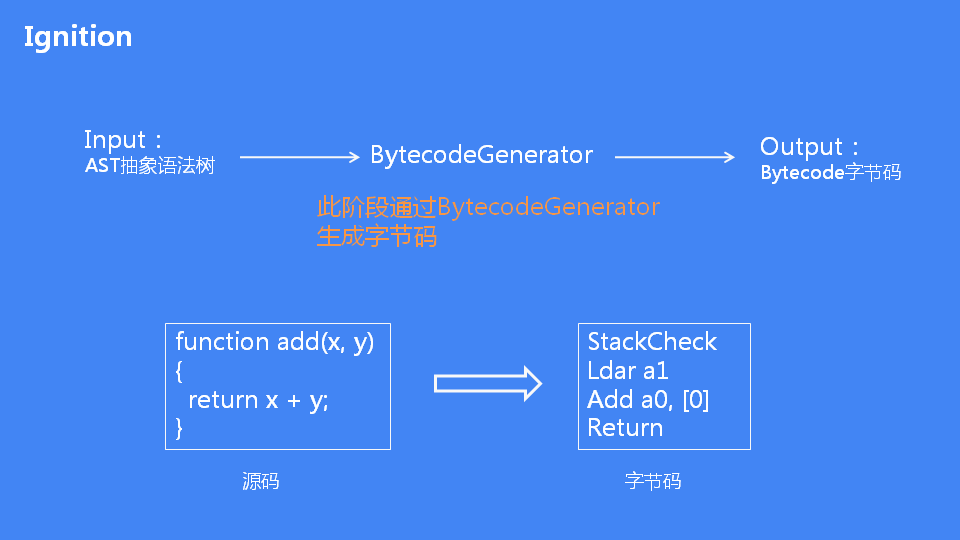 Ignition
Input：
AST抽象语法树
BytecodeGenerator
Output：
Bytecode字节码
此阶段通过BytecodeGenerator
生成字节码
function add(x, y)
{
return x + y;
}
StackCheck
Ldar a1
Add a0, [0]
Return
源码
字节码